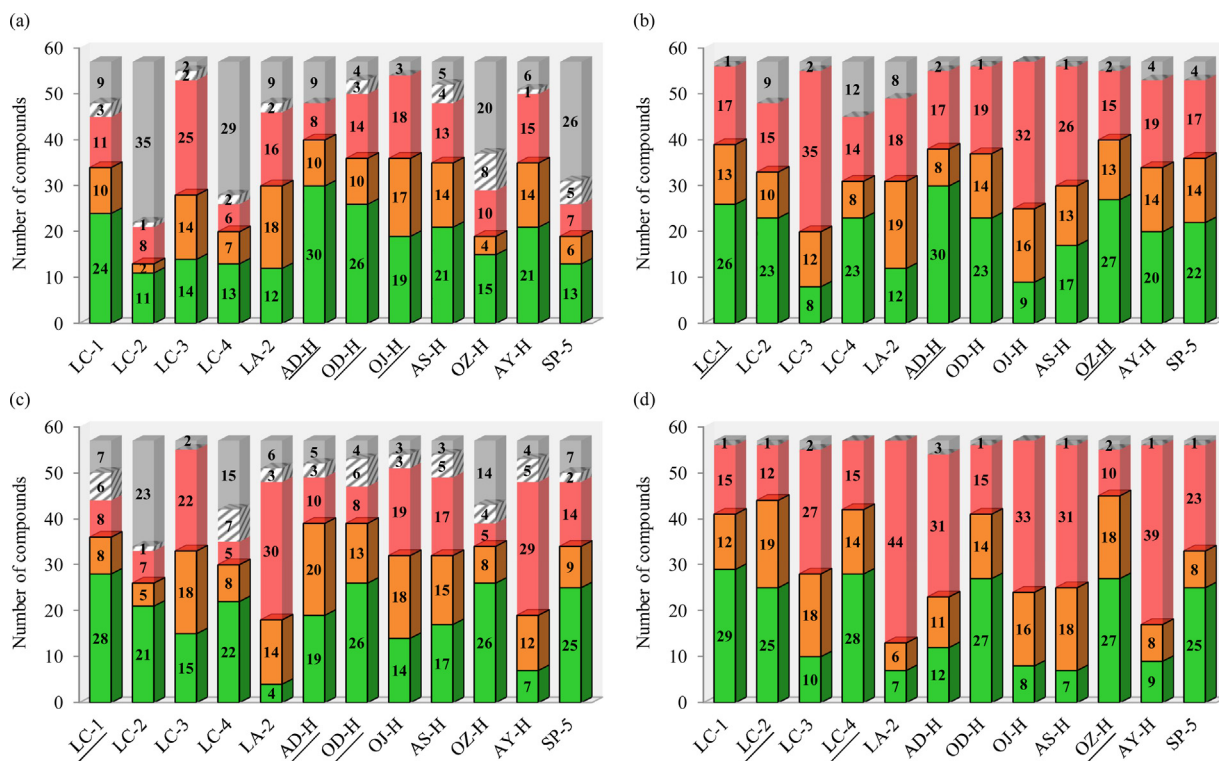 (a)
Number of compounds
60
50
40
30
20
10
0
9 35 2 29 9 9 4 3 5 20 6 26
3 1 2 2 2 3 4 8 1 5
11 8 25 6 16 8 14 18 13 10 15 7
10 2 14 7 18 10 10 17 14 4 14 6
24 11 14 13 12 30 26 19 21 15 21 13
LC-1 LC-2 LC-3 LC-4 LA-2 AD-H OD-H OJ-H AS-H OZ-H AY-H SP-5
(b)
Number of compounds
60
50
40
30
20
10
0
1 9 2 12 8 2 1 1 2 4 4
17 15 35 14 18 17 19 32 26 15 19 17
13 10 12 8 19 8 14 16 13 13 14 14
26 23 8 23 12 30 23 9 17 27 20 22
LC-1 LC-2 LC-3 LC-4 LA-2 AD-H OD-H OJ-H AS-H OZ-H AY-H SP-5
(c)
Number of compounds
60
50
40
30
20
10
0
7 23 2 15 6 5 4 3 3 14 4 7
6 1 7 3 3 6 3 5 4 5 2
8 7 22 5 30 10 8 19 17 5 29 14
8 5 18 8 14 20 13 18 15 8 12 9
28 21 15 22 4 19 26 14 17 26 7 25
LC-1 LC-2 LC-3 LC-4 LA-2 AD-H OD-H OJ-H AS-H OZ-H AY-H SP-5
(d)
Number of compounds
60
50
40
30
20
10
0
1 1 2 3 1 1 2 1 1
15 12 27 15 44 31 15 33 31 10 39 23
12 19 18 14 6 11 14 16 18 18 8 8
29 25 10 28 7 12 27 8 7 27 9 25
LC-1 LC-2 LC-3 LC-4 LA-2 AD-H OD-H OJ-H AS-H OZ-H AY-H SP-5